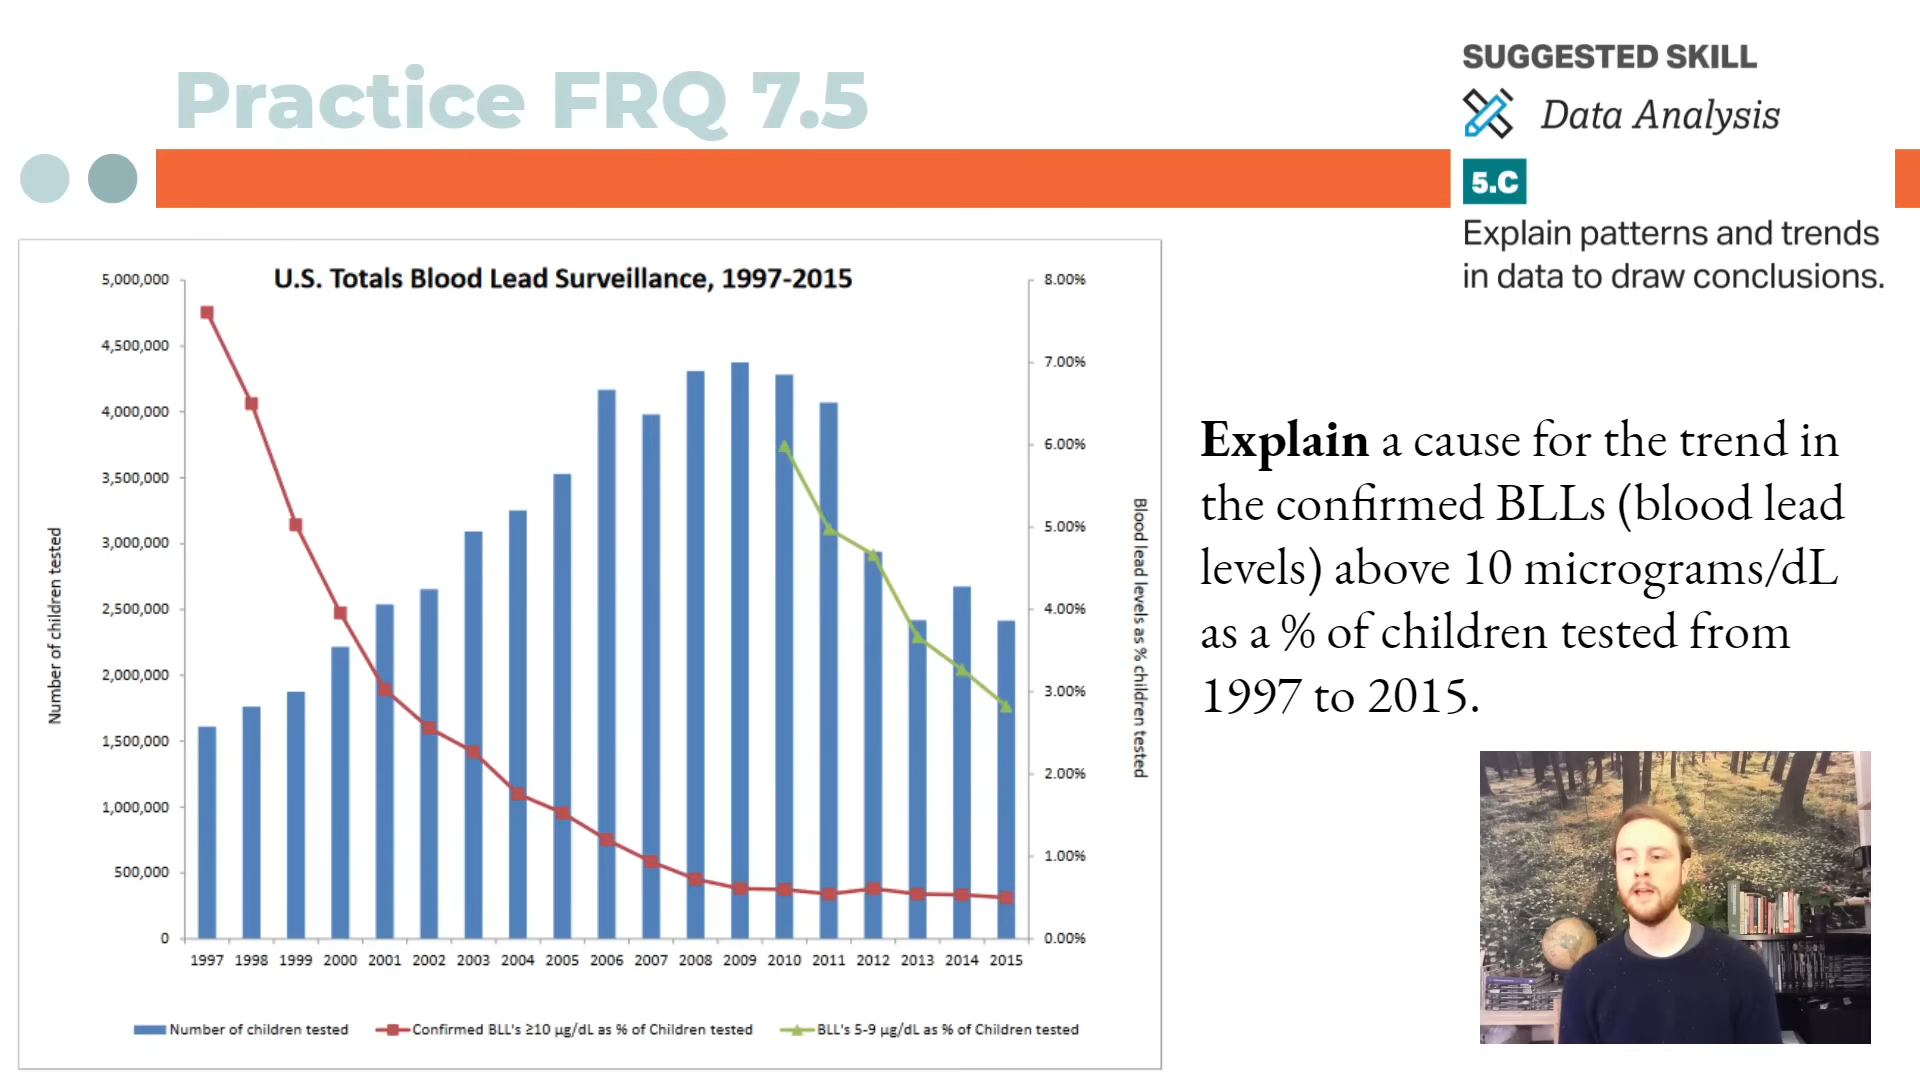 Practice FRQ 7.5
SUGGESTED SKILL
Data Analysis
5.C
Explain patterns and trends
in data to draw conclusions.
U.S. Totals Blood Lead Surveillance, 1997-2015
Number of children tested
5,000,000
4,500,000
4,000,000
3,500,000
3,000,000
2,500,000
2,000,000
1,500,000
1,000,000
500,000
0
8.00%
7.00%
6.00%
5.00%
4.00%
3.00%
2.00%
1.00%
0.00%
Blood lead levels as % children tested
1997 1998 1999 2000 2001 2002 2003 2004 2005 2006 2007 2008 2009 2010 2011 2012 2013 2014 2015
Number of children tested Confirmed BLL's ≥10 µg/dL as % of Children tested BLL's 5-9 µg/dL as % of Children tested
Explain a cause for the trend in
the confirmed BLLs (blood lead
levels) above 10 micrograms/dL
as a % of children tested from
1997 to 2015.